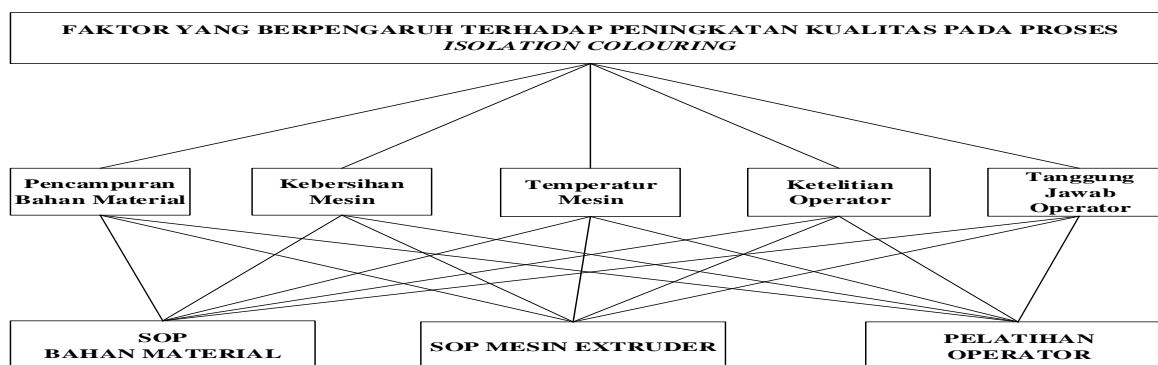 FAKTOR YANG BERPENGARUH TERHADAP PENINGKATAN KUALITAS PADA PROSES
ISOLATION COLOURING
Pencampuran
Bahan Material
Kebersihan
Mesin
Temperatur
Mesin
Ketelitian
Operator
Tanggung
Jawab
Operator
SOP
BAHAN MATERIAL
SOP MESIN EXTRUDER
PELATIHAN
OPERATOR